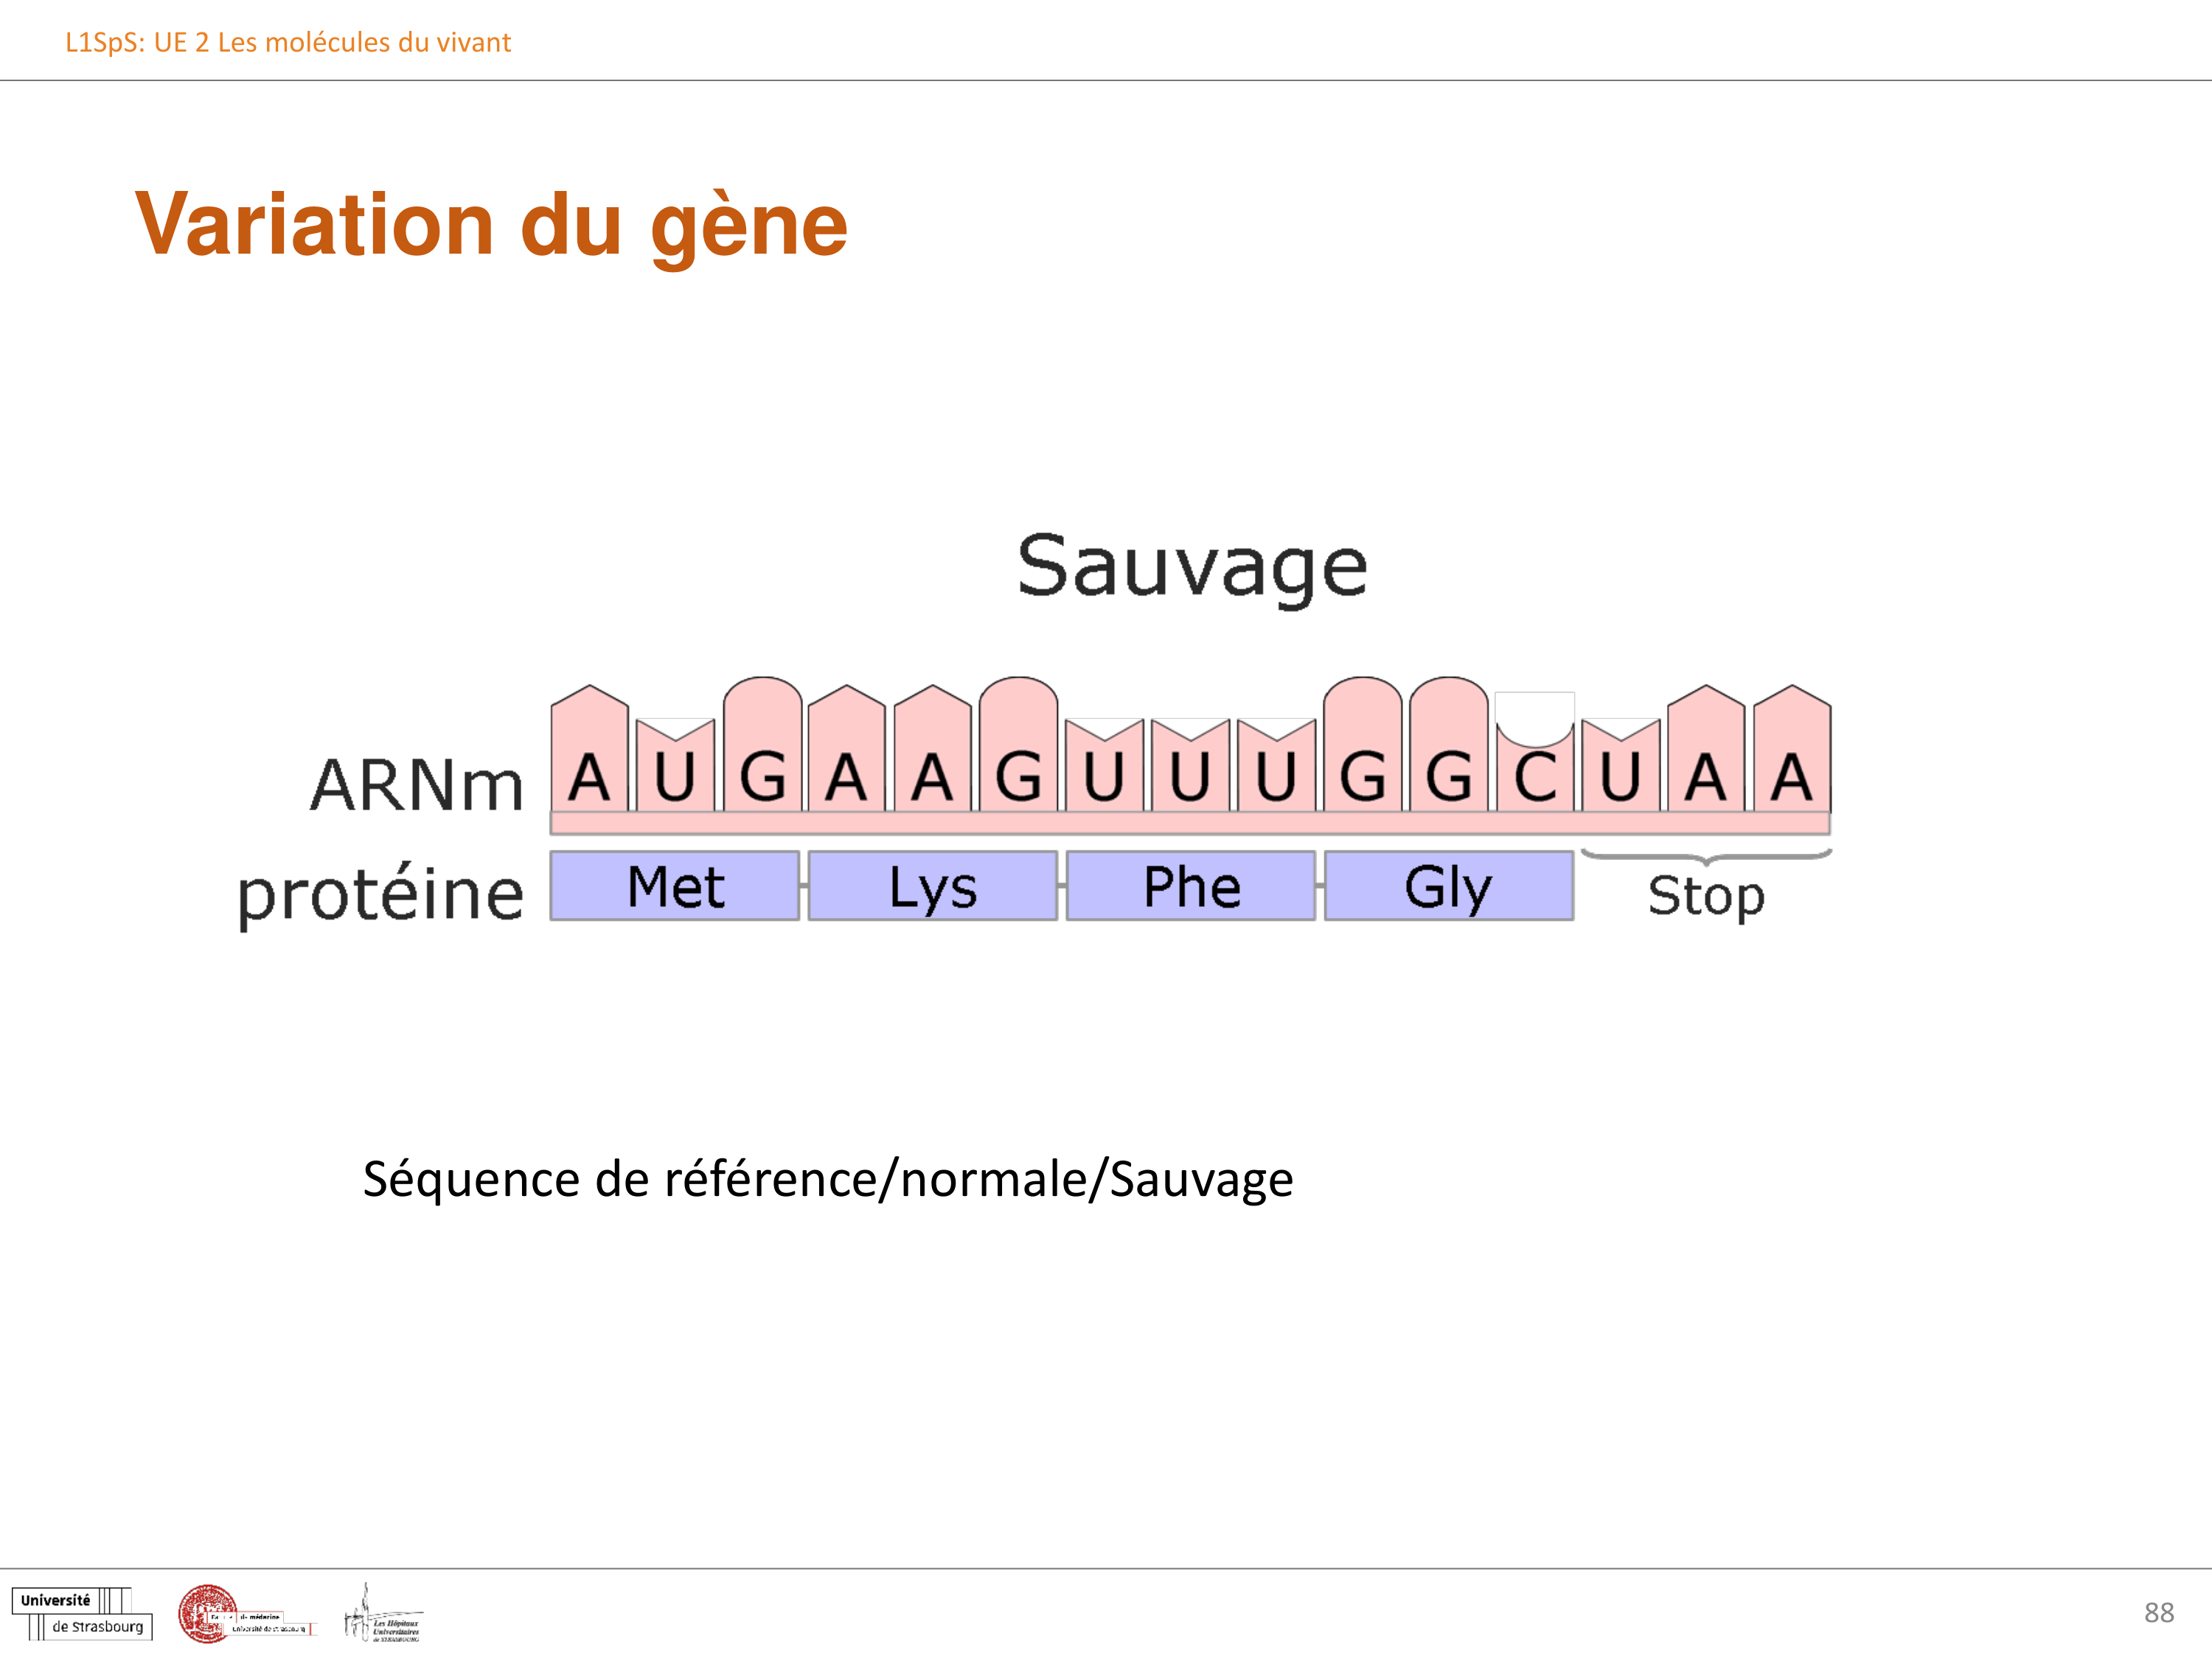 L1SpS: UE 2 Les molécules du vivant
Variation du gène
Sauvage
ARNm A U G A A G U U U G G C U A A
protéine Met Lys Phe Gly Stop
Séquence de référence/normale/Sauvage
Université
de Strasbourg
de médecine
Université de Strasbourg
Les Hôpitaux
Universitaires
de STRASBOURG
88